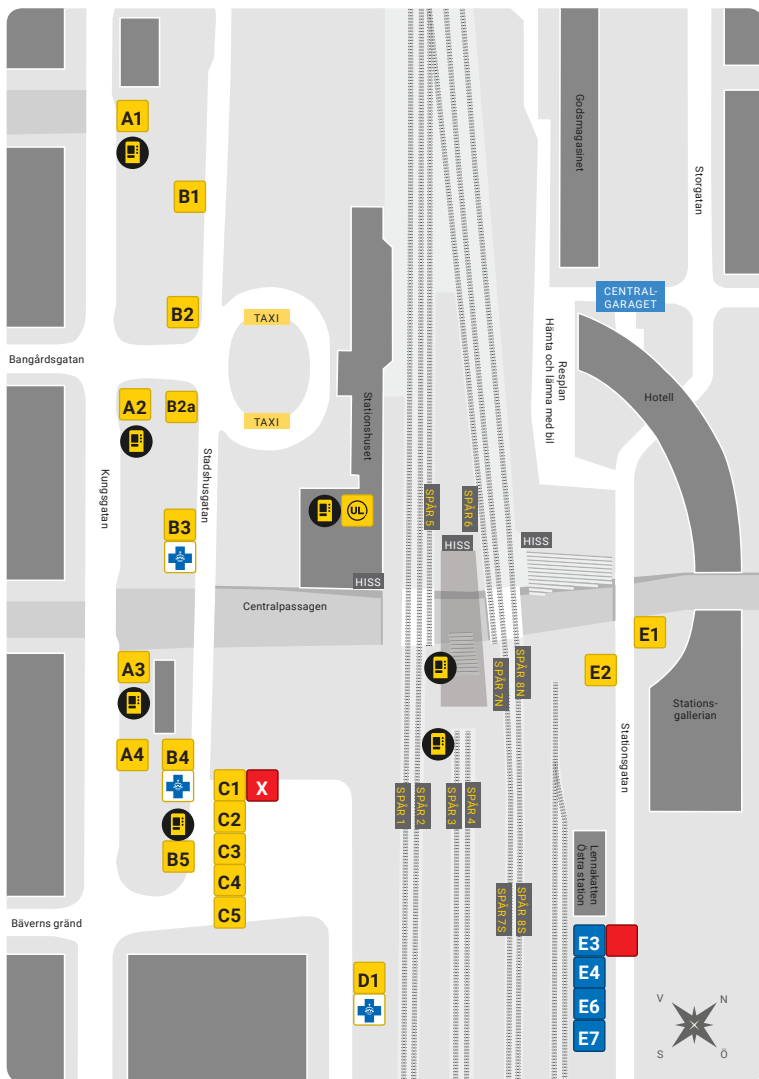 A1
B1
Godsmagasinet
Storgatan
CENTRAL-
GARAGET
B2
TAXI
Bangårdsgatan
Resplan
Hämta och lämna med bil
Hotell
A2
B2a
TAXI
Stationshuset
Kungsgatan
Stadshusgatan
SPÅR 5
SPÅR 6
UL
B3
HISS
HISS
HISS
Centralpassagen
E1
A3
E2
SPÅR 7N
SPÅR 8N
Stations-
gallerian
Stationsgatan
A4
B4
C1
X
C2
SPÅR 1
SPÅR 2
SPÅR 3
SPÅR 4
B5
C3
C4
C5
Lennakatten
Östra station
SPÅR 7S
SPÅR 8S
Bäverns gränd
E3
E4
D1
E6
E7
V
N
S
Ö